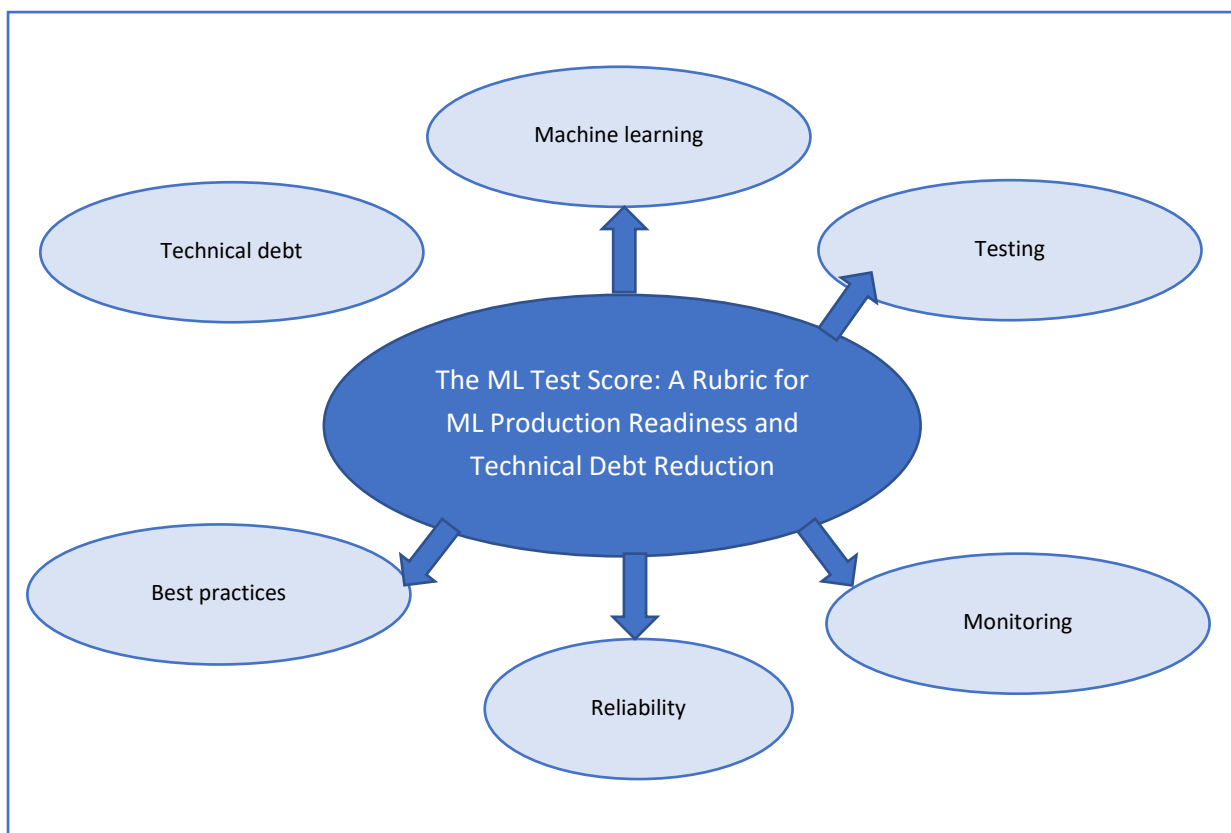 Machine learning
Technical debt
Testing
The ML Test Score: A Rubric for
ML Production Readiness and
Technical Debt Reduction
Best practices
Monitoring
Reliability